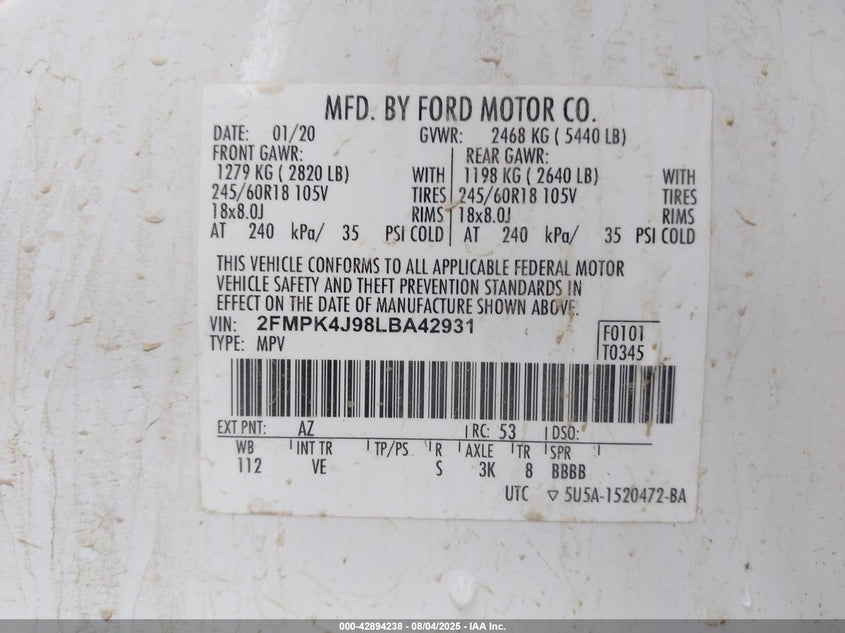 MFD. BY FORD MOTOR CO.
DATE: 01/20 GVWR: 2468 KG ( 5440 LB)
FRONT GAWR: REAR GAWR:
1279 KG ( 2820 LB) WITH 1198 KG ( 2640 LB) WITH
245/60R18 105V TIRES 245/60R18 105V TIRES
18x8.0J RIMS 18x8.0J RIMS
AT 240 kPa/ 35 PSI COLD AT 240 kPa/ 35 PSI COLD
THIS VEHICLE CONFORMS TO ALL APPLICABLE FEDERAL MOTOR
VEHICLE SAFETY AND THEFT PREVENTION STANDARDS IN
EFFECT ON THE DATE OF MANUFACTURE SHOWN ABOVE.
VIN: 2FMPK4J98LBA42931 F0101
TYPE: MPV T0345
EXT PNT: AZ RC: 53 DSO:
WB INT TR TP/PS R AXLE TR SPR
112 VE S 3K 8 BBBB
UTC ▽ 5U5A-1520472-BA
000-42894238 - 08/04/2025 - IAA Inc.